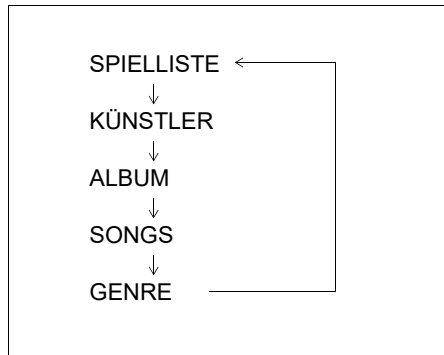 SPIELLISTE
KÜNSTLER
ALBUM
SONGS
GENRE